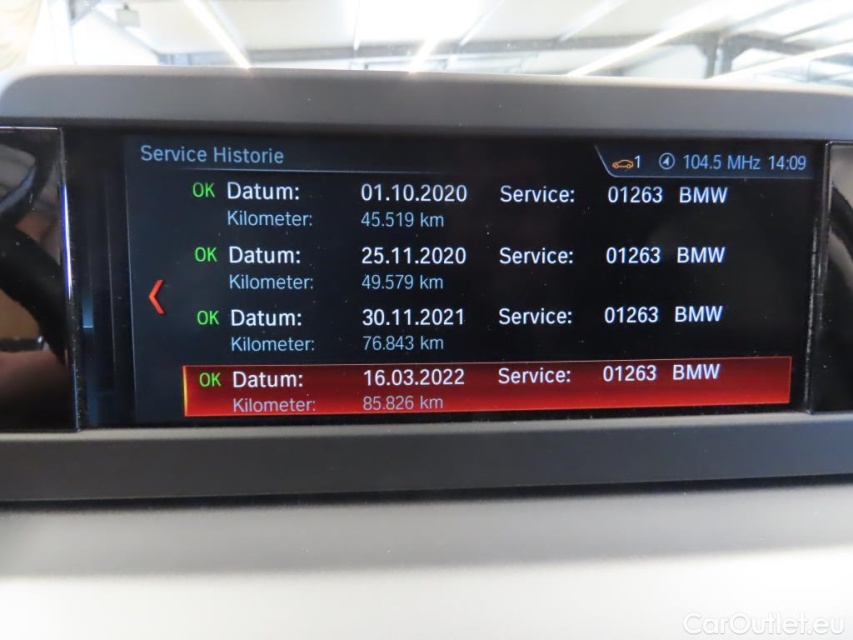 Service Historie
1 104.5 MHz 14:09
OK Datum: 01.10.2020 Service: 01263 BMW
Kilometer: 45.519 km
OK Datum: 25.11.2020 Service: 01263 BMW
Kilometer: 49.579 km
OK Datum: 30.11.2021 Service: 01263 BMW
Kilometer: 76.843 km
OK Datum: 16.03.2022 Service: 01263 BMW
Kilometer: 85.826 km
CarOutlet.eu